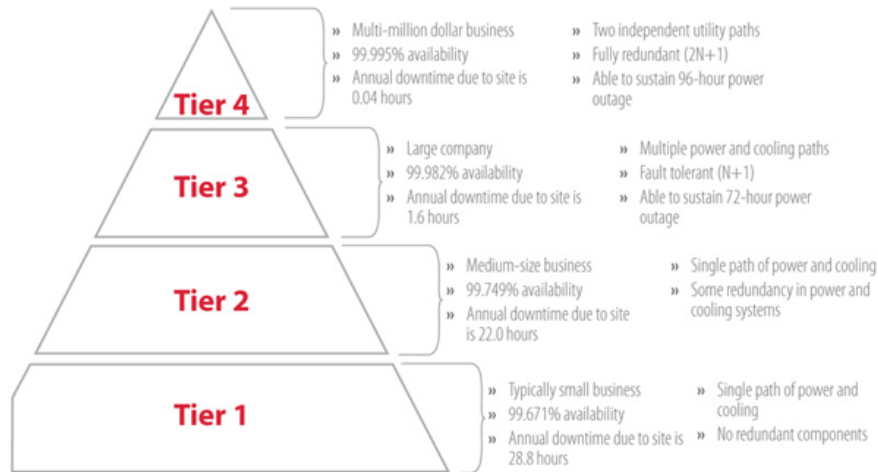 Tier 4
» Multi-million dollar business
» 99.995% availability
» Annual downtime due to site is
0.04 hours
» Two independent utility paths
» Fully redundant (2N+1)
» Able to sustain 96-hour power
outage
Tier 3
» Large company
» 99.982% availability
» Annual downtime due to site is
1.6 hours
» Multiple power and cooling paths
» Fault tolerant (N+1)
» Able to sustain 72-hour power
outage
Tier 2
» Medium-size business
» 99.749% availability
» Annual downtime due to site
is 22.0 hours
» Single path of power and cooling
» Some redundancy in power and
cooling systems
Tier 1
» Typically small business
» 99.671% availability
» Annual downtime due to site is
28.8 hours
» Single path of power and
cooling
» No redundant components